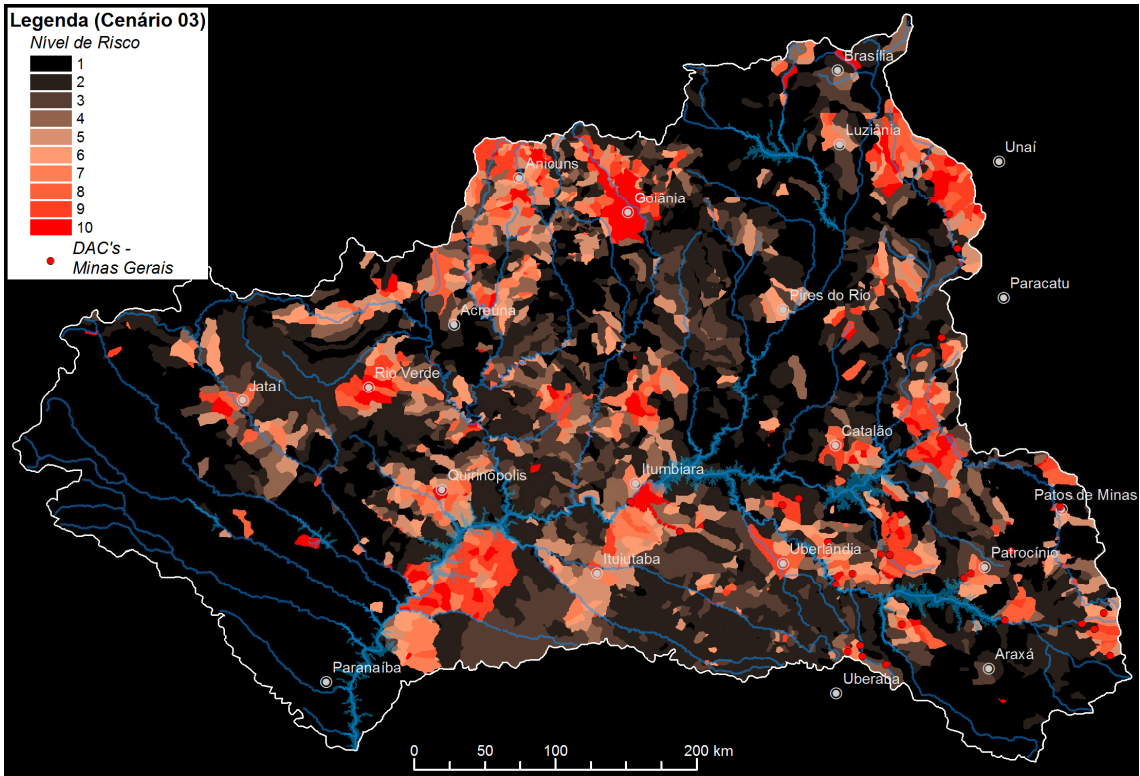 Legenda (Cenário 03)
Nível de Risco
1
2
3
4
5
6
7
8
9
10
DAC's -
Minas Gerais
Brasília
Luziânia
Unaí
Anicuns
Goiânia
Paracatu
Pires do Rio
Acreúna
Rio Verde
Jataí
Catalão
Itumbiara
Quirinópolis
Patos de Minas
Uberlândia
Patrocínio
Ituiutaba
Araxá
Paranaíba
Uberaba
0 50 100 200 km